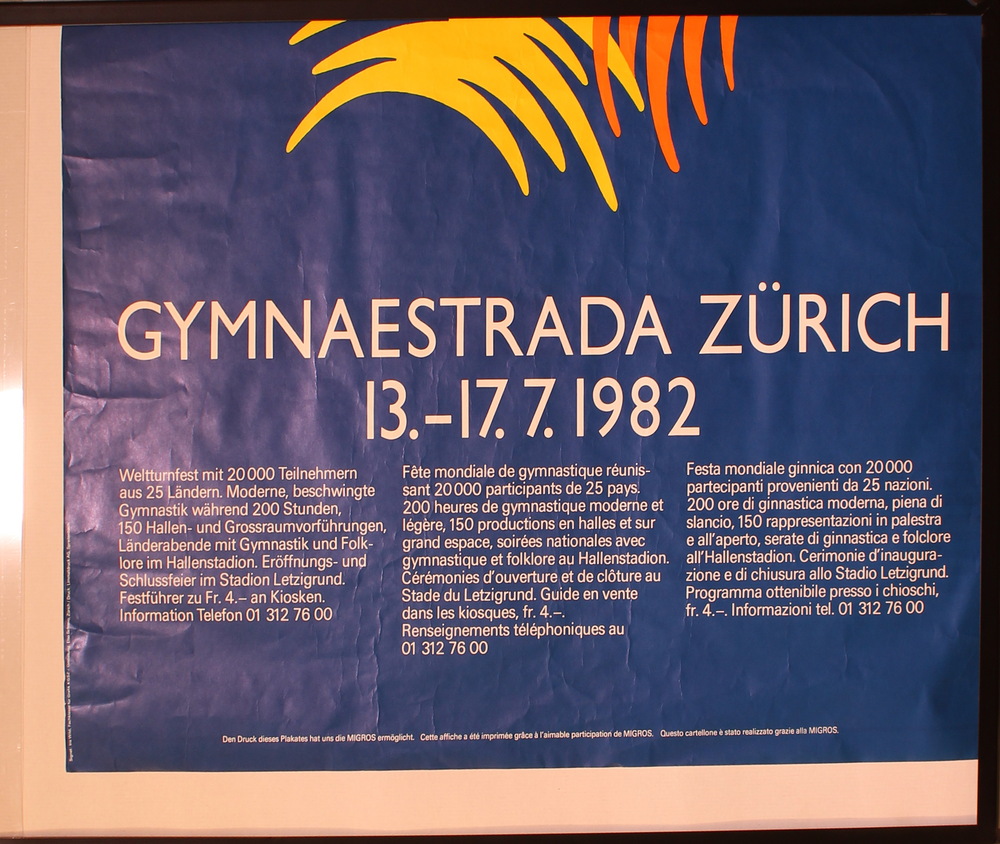 GYMNAESTRADA ZÜRICH
13.–17. 7. 1982
Weltturnfest mit 20 000 Teilnehmern
aus 25 Ländern. Moderne, beschwingte
Gymnastik während 200 Stunden,
150 Hallen- und Grossraumvorführungen,
Länderabende mit Gymnastik und Folk-
lore im Hallenstadion. Eröffnungs- und
Schlussfeier im Stadion Letzigrund.
Festführer zu Fr. 4.– an Kiosken.
Information Telefon 01 312 76 00
Fête mondiale de gymnastique réunis-
sant 20 000 participants de 25 pays.
200 heures de gymnastique moderne et
légère, 150 productions en halles et sur
grand espace, soirées nationales avec
gymnastique et folklore au Hallenstadion.
Cérémonies d'ouverture et de clôture au
Stade du Letzigrund. Guide en vente
dans les kiosques, fr. 4.–.
Renseignements téléphoniques au
01 312 76 00
Festa mondiale ginnica con 20 000
partecipanti provenienti da 25 nazioni.
200 ore di ginnastica moderna, piena di
slancio, 150 rappresentazioni in palestra
e all'aperto, serate di ginnastica e folclore
all'Hallenstadion. Cerimonie d'inaugura-
zione e di chiusura allo Stadio Letzigrund.
Programma ottenibile presso i chioschi,
fr. 4.–. Informazioni tel. 01 312 76 00
Den Druck dieses Plakates hat uns die MIGROS ermöglicht. Cette affiche a été imprimée grâce à l'aimable participation de MIGROS. Questo cartellone è stato realizzato grazie alla MIGROS.